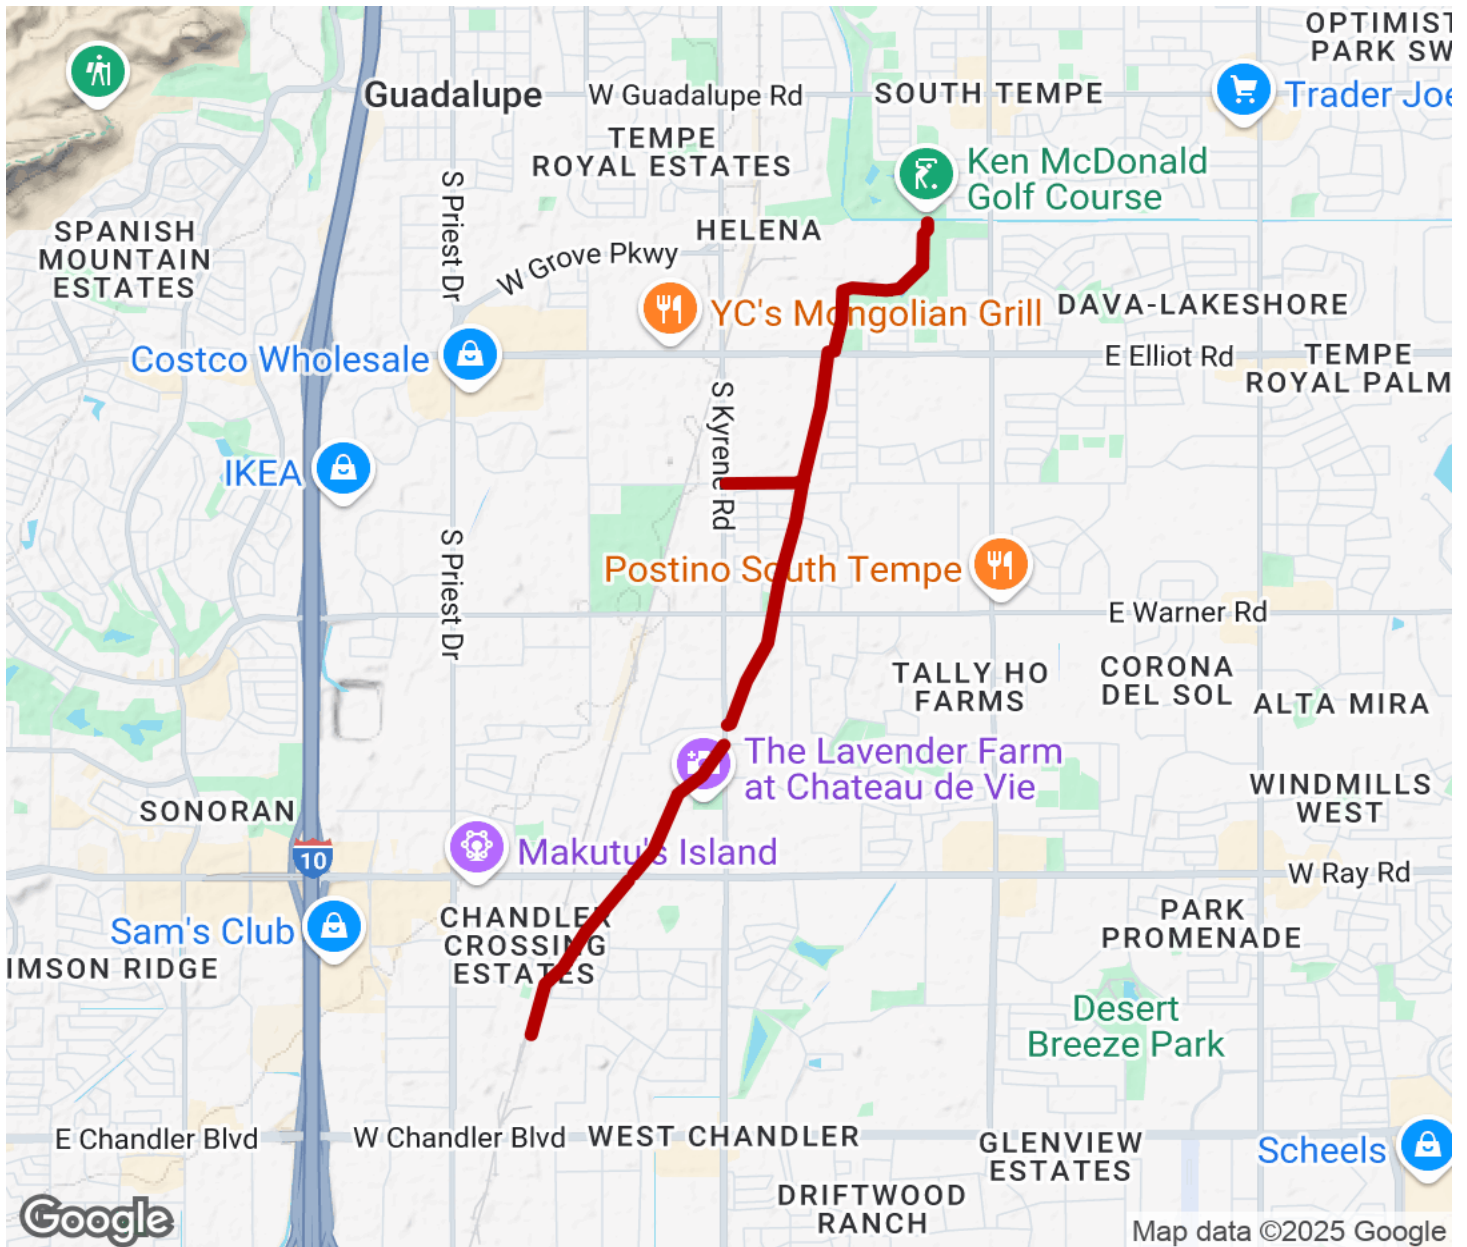 OPTIMIST
PARK SW
Guadalupe
W Guadalupe Rd
SOUTH TEMPE
Trader Joe
TEMPE
ROYAL ESTATES
Ken McDonald
Golf Course
S Priest Dr
SPANISH
MOUNTAIN
ESTATES
HELENA
W Grove Pkwy
YC's Mongolian Grill
DAVA-LAKESHORE
Costco Wholesale
E Elliot Rd
TEMPE
ROYAL PALM
S Kyrene Rd
IKEA
S Priest Dr
Postino South Tempe
E Warner Rd
TALLY HO
FARMS
CORONA
DEL SOL
ALTA MIRA
The Lavender Farm
at Chateau de Vie
WINDMILLS
WEST
SONORAN
10
Makutu's Island
W Ray Rd
Sam's Club
CHANDLER
CROSSING
ESTATES
PARK
PROMENADE
IMSON RIDGE
Desert
Breeze Park
E Chandler Blvd
W Chandler Blvd
WEST CHANDLER
GLENVIEW
ESTATES
Scheels
DRIFTWOOD
RANCH
Google
Map data ©2025 Google